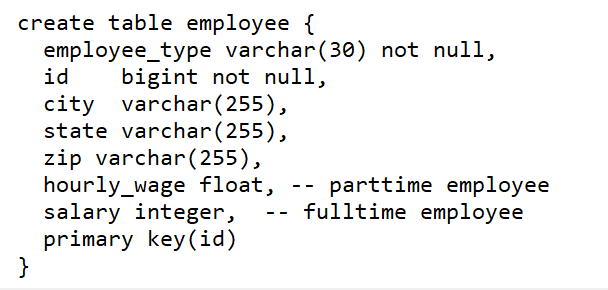 create table employee {
  employee_type varchar(30) not null,
  id    bigint not null,
  city  varchar(255),
  state varchar(255),
  zip varchar(255),
  hourly_wage float, -- parttime employee
  salary integer,  -- fulltime employee
  primary key(id)
}